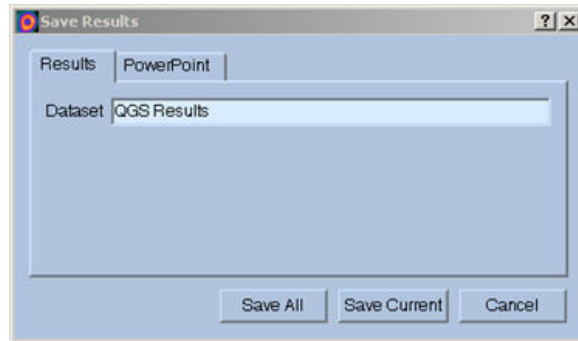 Save Results
Results PowerPoint
Dataset QGS Results
Save All Save Current Cancel